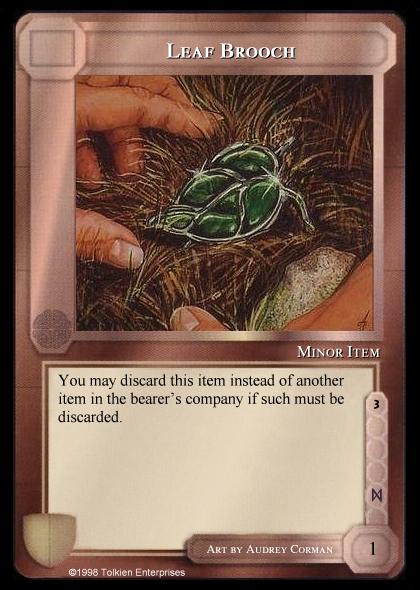 LEAF BROOCH
MINOR ITEM
You may discard this item instead of another
item in the bearer's company if such must be
discarded.
3
ᛞ
ART BY AUDREY CORMAN
1
©1998 Tolkien Enterprises